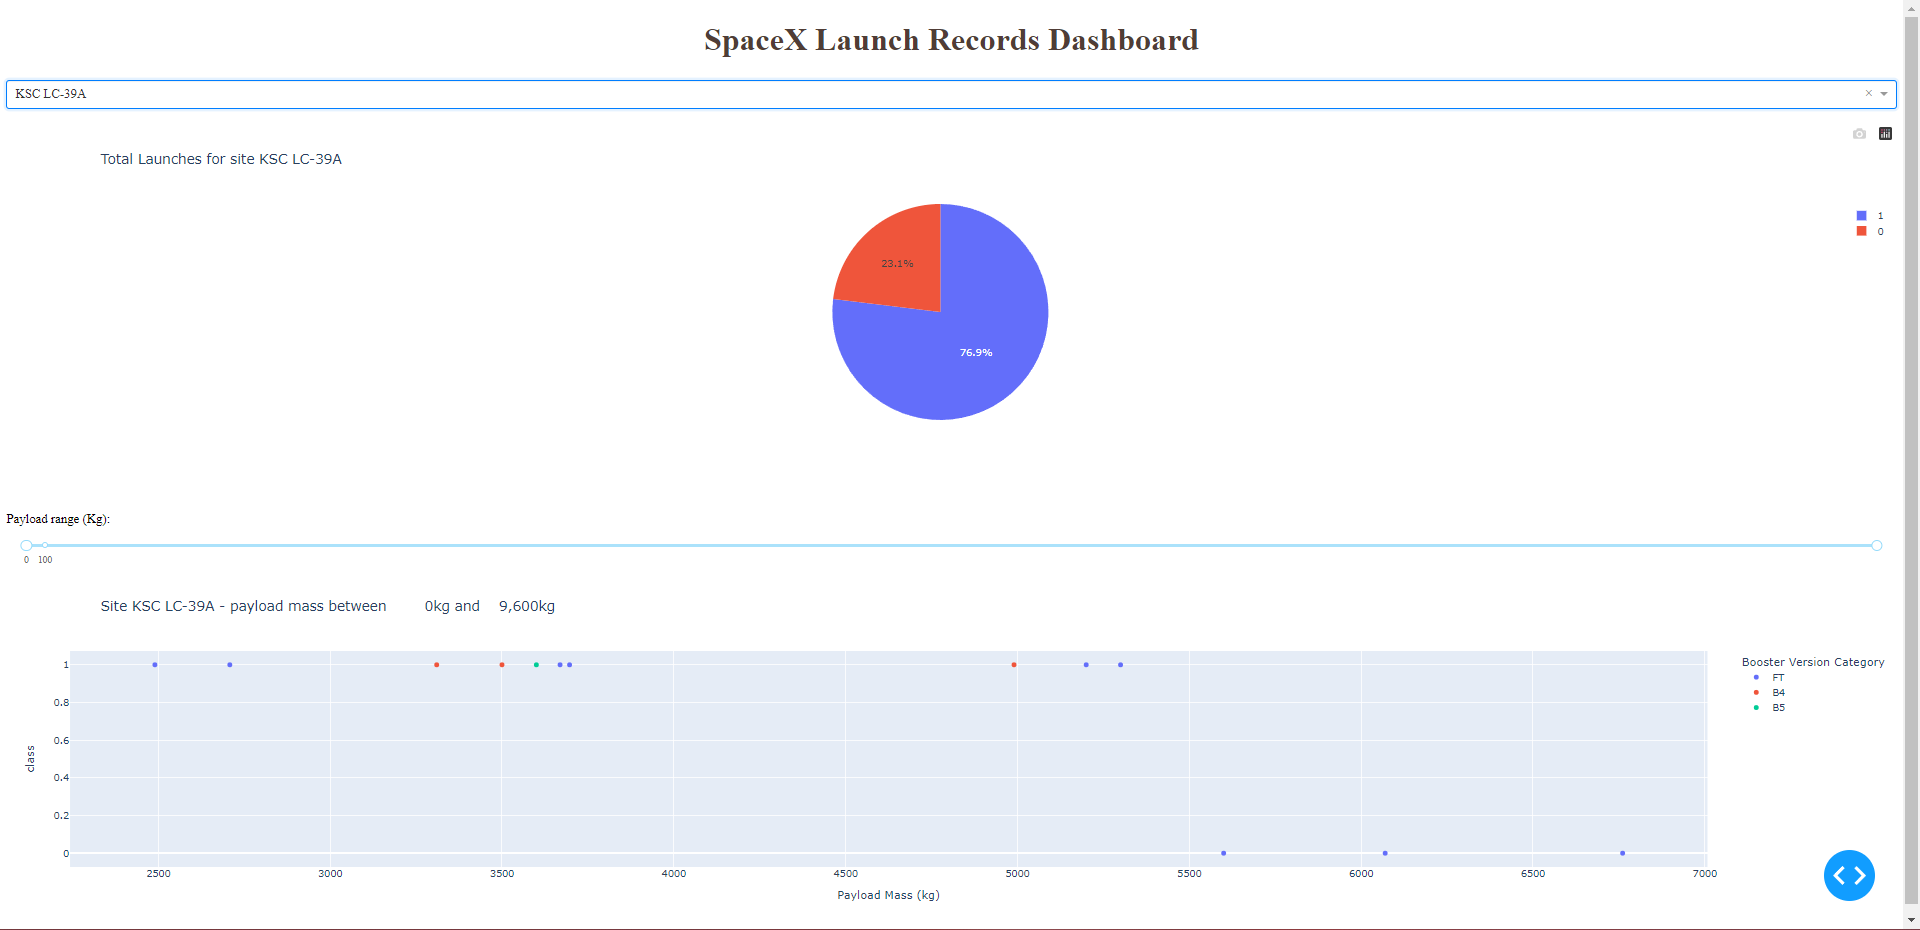 SpaceX Launch Records Dashboard
KSC LC-39A
Total Launches for site KSC LC-39A
1
0
23.1%
76.9%
Payload range (Kg):
0 100
Site KSC LC-39A - payload mass between 0kg and 9,600kg
Booster Version Category
FT
B4
B5
class
1
0.8
0.6
0.4
0.2
0
2500 3000 3500 4000 4500 5000 5500 6000 6500 7000
Payload Mass (kg)